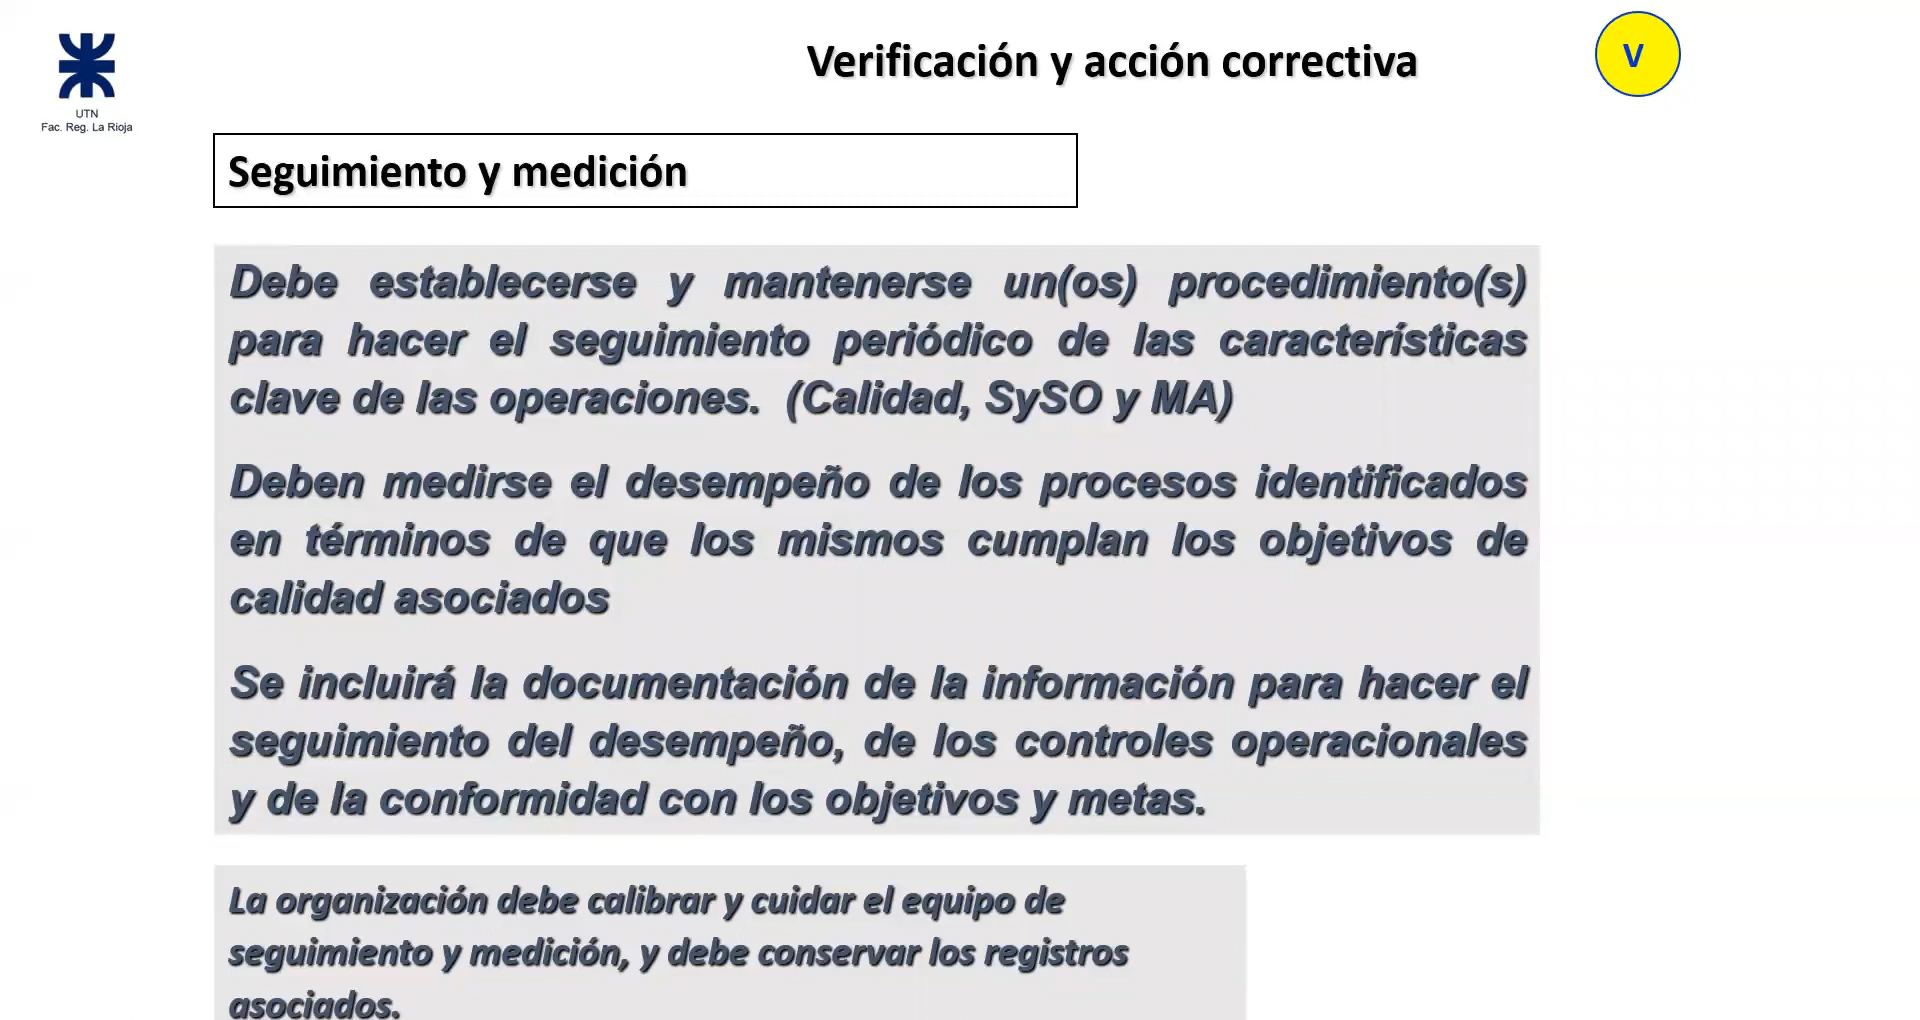 Verificación y acción correctiva
V
UTN
Fac. Reg. La Rioja
Seguimiento y medición
Debe establecerse y mantenerse un(os) procedimiento(s)
para hacer el seguimiento periódico de las características
clave de las operaciones. (Calidad, SySO y MA)
Deben medirse el desempeño de los procesos identificados
en términos de que los mismos cumplan los objetivos de
calidad asociados
Se incluirá la documentación de la información para hacer el
seguimiento del desempeño, de los controles operacionales
y de la conformidad con los objetivos y metas.
La organización debe calibrar y cuidar el equipo de
seguimiento y medición, y debe conservar los registros
asociados.